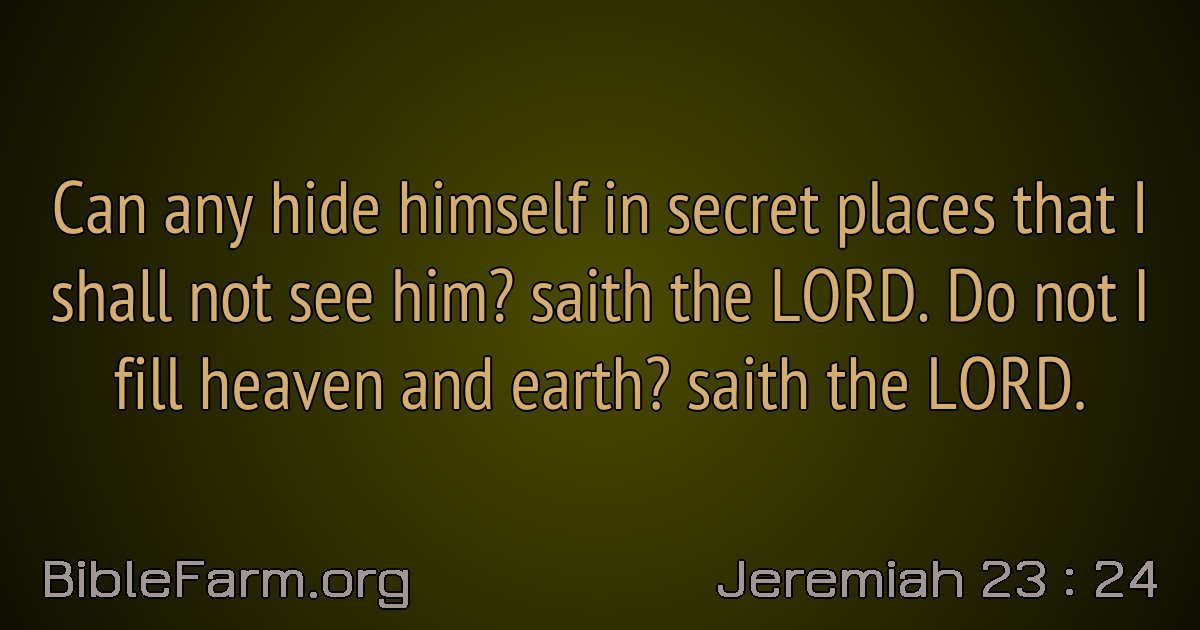 Can any hide himself in secret places that I
shall not see him? saith the LORD. Do not I
fill heaven and earth? saith the LORD.
BibleFarm.org
Jeremiah 23 : 24